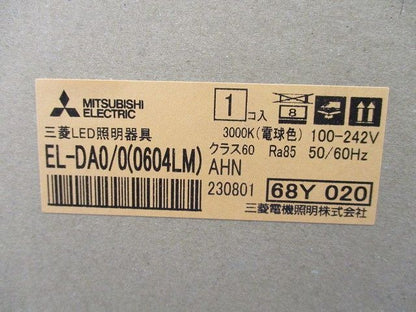 MITSUBISHI
ELECTRIC
1 コ入
8
三菱LED照明器具
3000K(電球色) 100-242V
EL-DA0/0(0604LM)
クラス60 Ra85 50/60Hz
AHN
230801
68Y 020
三菱電機照明株式会社